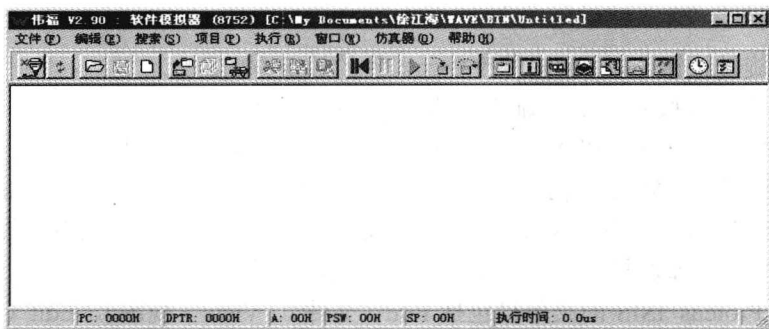 伟福 V2.90 : 软件模拟器 (8752) [C:\My Documents\徐江海\WAVE\BIN\Untitled]
文件(F) 编辑(E) 搜索(S) 项目(P) 执行(R) 窗口(W) 仿真器(O) 帮助(H)
PC: 0000H DPTR: 0000H A: 00H PSW: 00H SP: 00H 执行时间: 0.0us